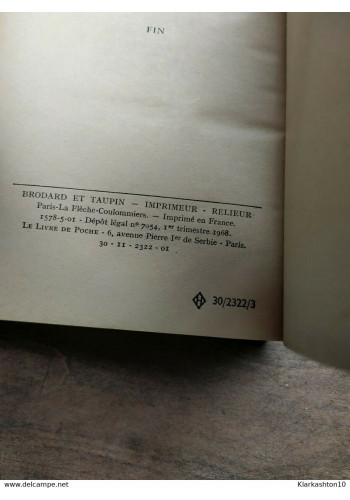 FIN
BRODARD ET TAUPIN — IMPRIMEUR - RELIEUR
Paris-La Flèche-Coulommiers. — Imprimé en France.
1578-5-01 - Dépôt légal nº 7054, 1er trimestre 1968.
LE LIVRE DE POCHE - 6, avenue Pierre Ier de Serbie - Paris.
30 - 11 - 2322 - 01
30/2322/3
www.delcampe.net
Klarkashton10